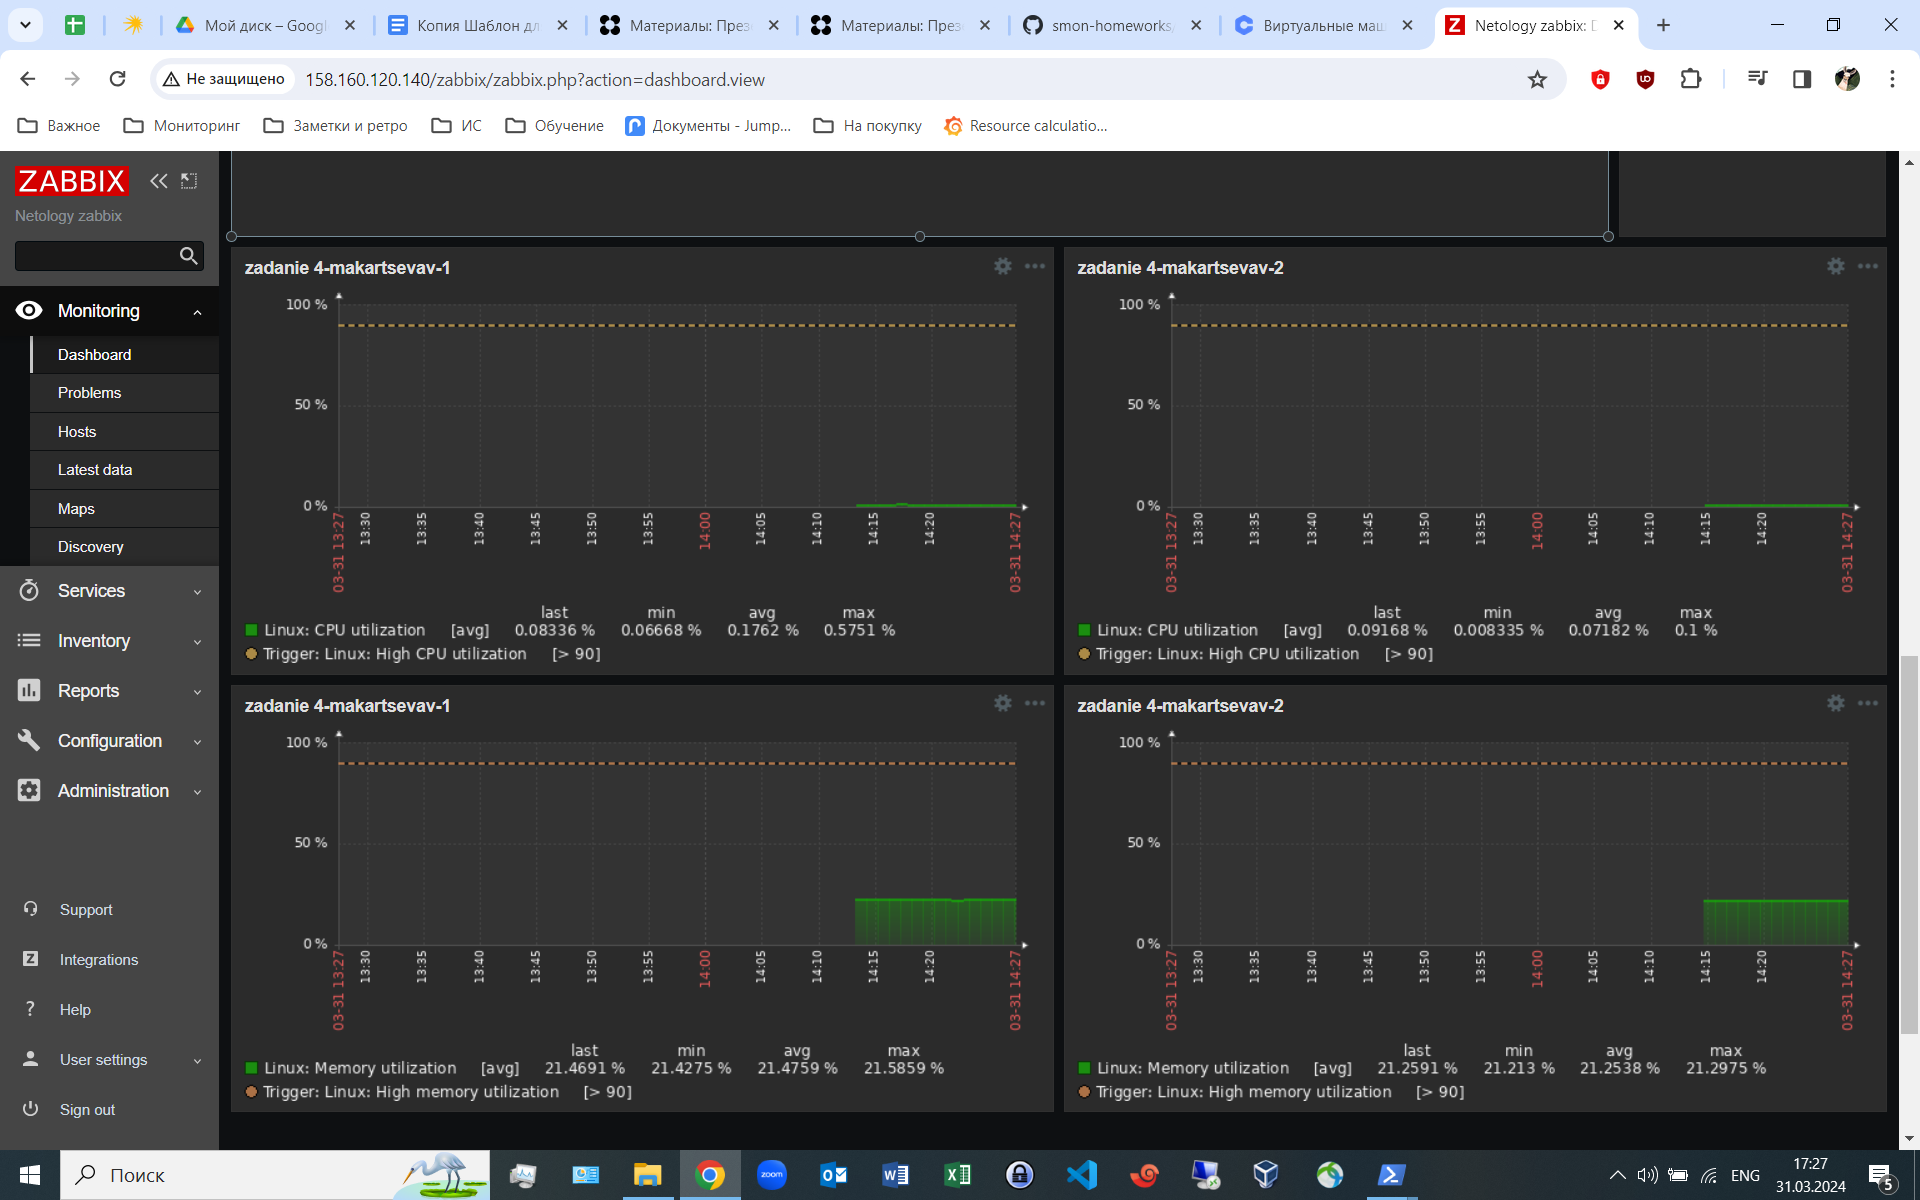 Мой диск – Googl
Копия Шаблон дл
Материалы: През
Материалы: През
smon-homeworks,
Виртуальные маш
Netology zabbix: D
Не защищено
158.160.120.140/zabbix/zabbix.php?action=dashboard.view
Важное
Мониторинг
Заметки и ретро
ИС
Обучение
Документы - Jump...
На покупку
Resource calculatio...
ZABBIX
Netology zabbix
Monitoring
Dashboard
Problems
Hosts
Latest data
Maps
Discovery
Services
Inventory
Reports
Configuration
Administration
Support
Integrations
Help
User settings
Sign out
zadanie 4-makartsevav-1
100 %
50 %
0 %
03-31 13:27
13:30
13:35
13:40
13:45
13:50
13:55
14:00
14:05
14:10
14:15
14:20
03-31 14:27
last min avg max
Linux: CPU utilization [avg] 0.08336 % 0.06668 % 0.1762 % 0.5751 %
Trigger: Linux: High CPU utilization [> 90]
zadanie 4-makartsevav-2
100 %
50 %
0 %
03-31 13:27
13:30
13:35
13:40
13:45
13:50
13:55
14:00
14:05
14:10
14:15
14:20
03-31 14:27
last min avg max
Linux: CPU utilization [avg] 0.09168 % 0.008335 % 0.07182 % 0.1 %
Trigger: Linux: High CPU utilization [> 90]
zadanie 4-makartsevav-1
100 %
50 %
0 %
03-31 13:27
13:30
13:35
13:40
13:45
13:50
13:55
14:00
14:05
14:10
14:15
14:20
03-31 14:27
last min avg max
Linux: Memory utilization [avg] 21.4691 % 21.4275 % 21.4759 % 21.5859 %
Trigger: Linux: High memory utilization [> 90]
zadanie 4-makartsevav-2
100 %
50 %
0 %
03-31 13:27
13:30
13:35
13:40
13:45
13:50
13:55
14:00
14:05
14:10
14:15
14:20
03-31 14:27
last min avg max
Linux: Memory utilization [avg] 21.2591 % 21.213 % 21.2538 % 21.2975 %
Trigger: Linux: High memory utilization [> 90]
Поиск
zoom
ENG
17:27
31.03.2024
5